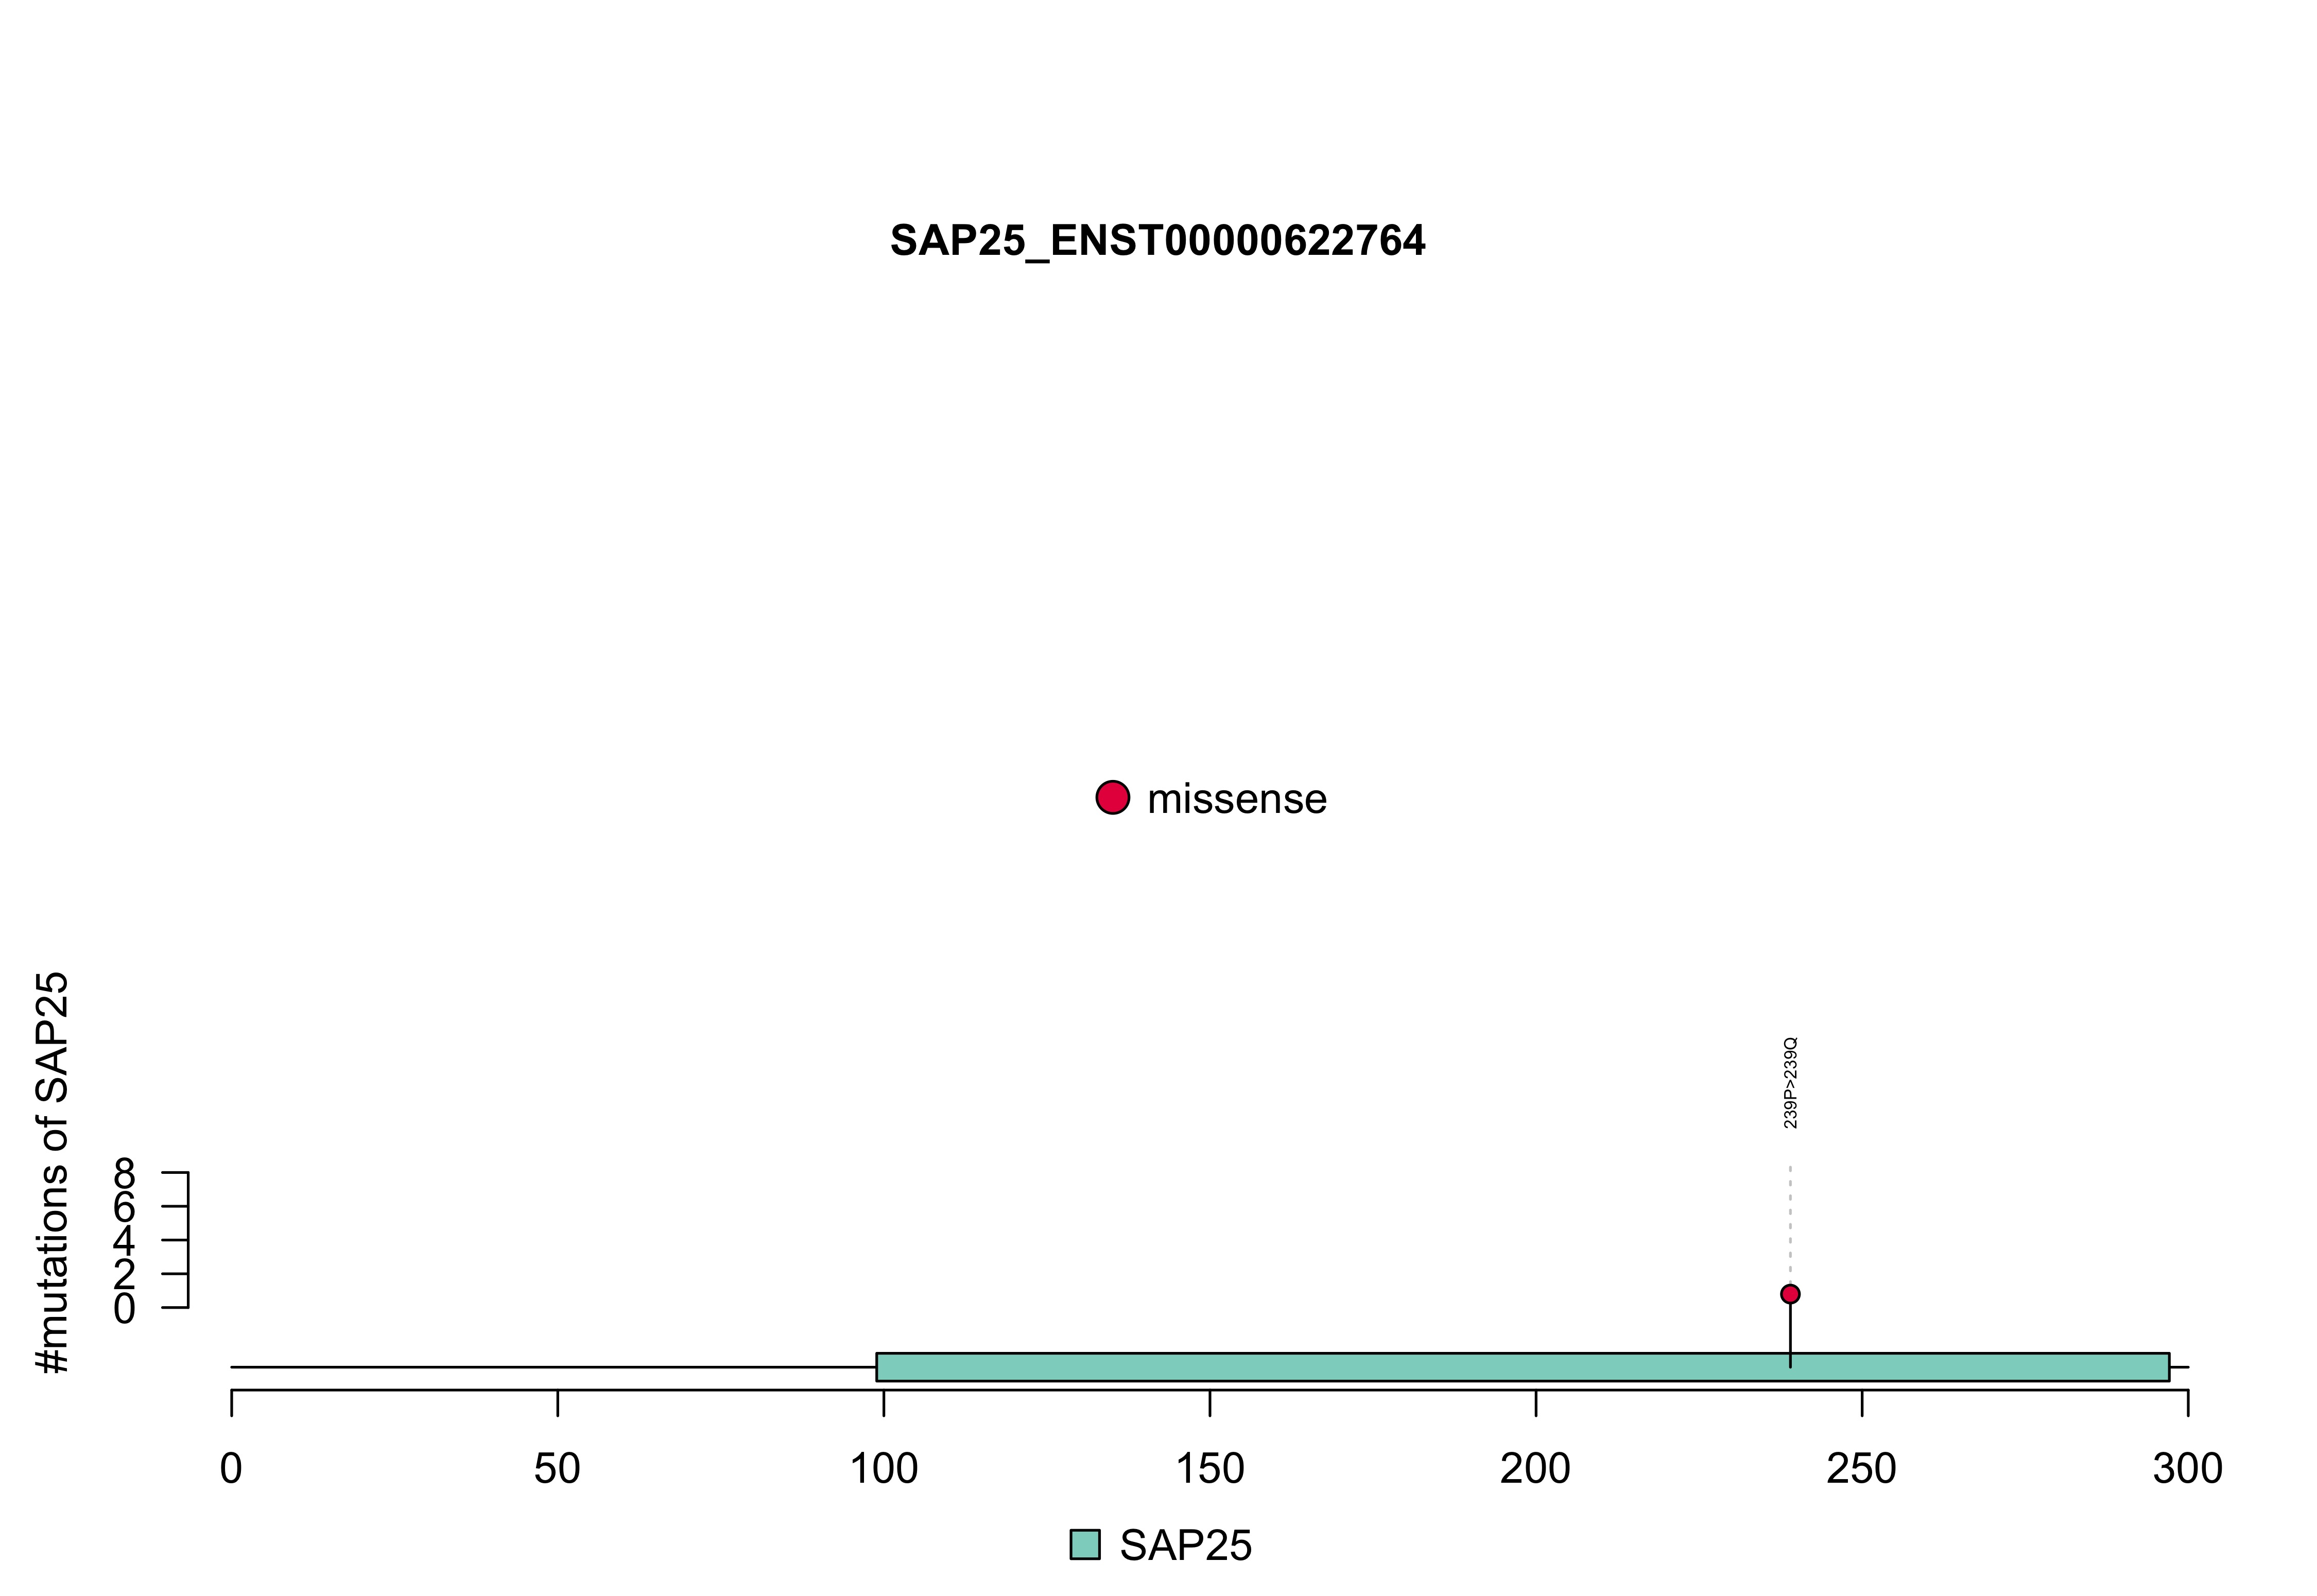 SAP25_ENST00000622764
missense
#mutations of SAP25
239P>239Q
8
6
4
2
0
0 50 100 150 200 250 300
SAP25